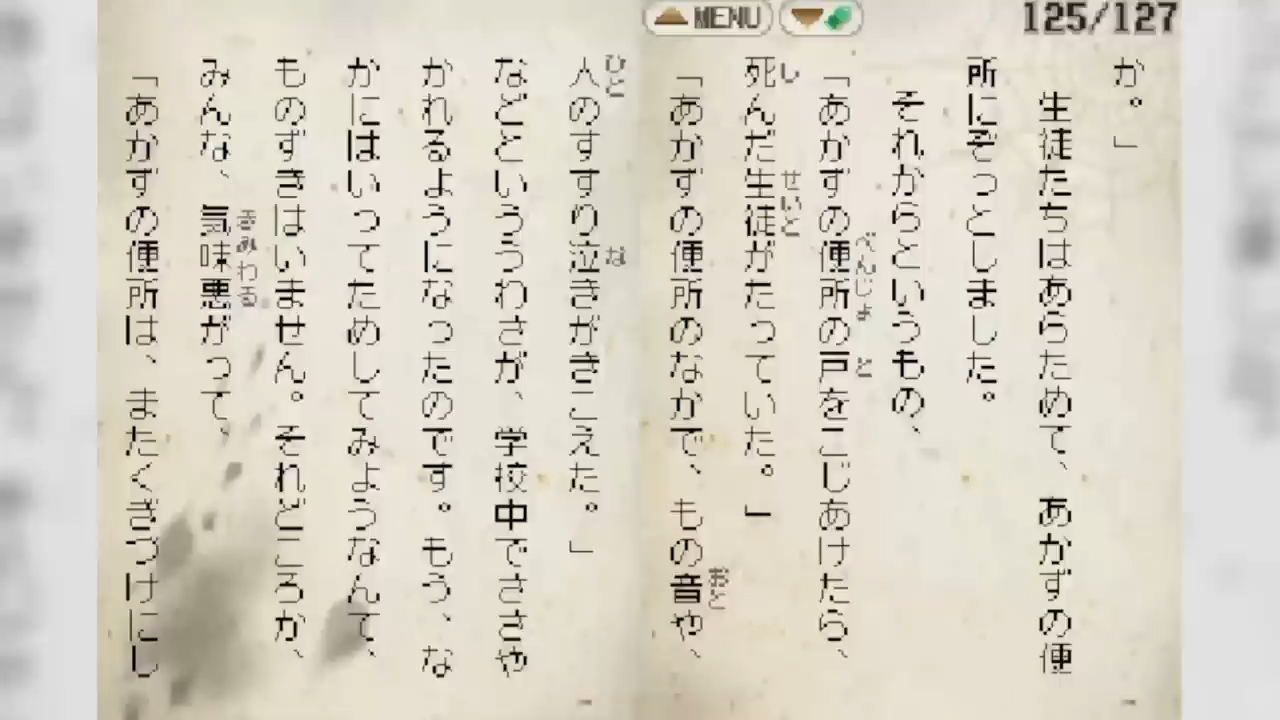 MENU
125/127
か。」
生徒たちはあらためて、あかずの便
所にぞっとしました。
それからというもの、
「あかずの便所の戸をこじあけたら、
死んだ生徒がたっていた。」
「あかずの便所のなかで、もの音や、
人のすすり泣きがきこえた。」
などといううわさが、学校中でささや
かれるようになったのです。もう、な
かにはいってためしてみようなんて、
ものずきはいません。それどころか、
みんな、気味悪がって、
「あかずの便所は、またくぎづけにし